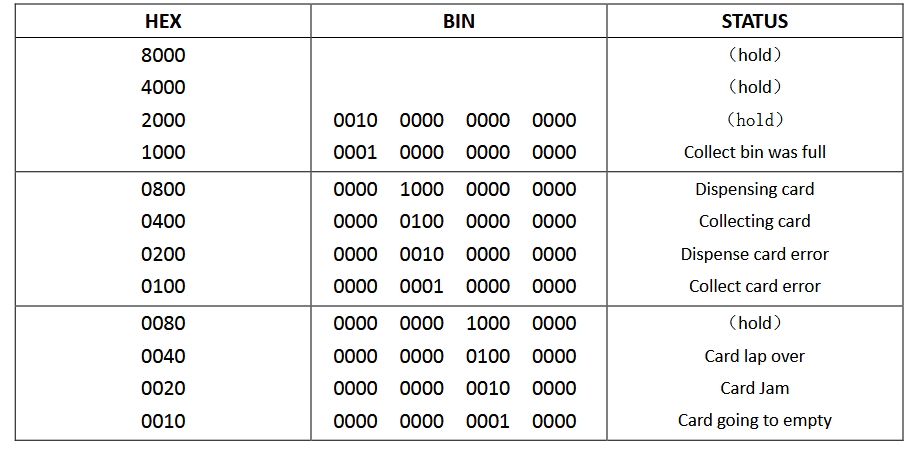 HEX BIN STATUS
8000 （hold）
4000 （hold）
2000 0010 0000 0000 0000 （hold）
1000 0001 0000 0000 0000 Collect bin was full
0800 0000 1000 0000 0000 Dispensing card
0400 0000 0100 0000 0000 Collecting card
0200 0000 0010 0000 0000 Dispense card error
0100 0000 0001 0000 0000 Collect card error
0080 0000 0000 1000 0000 （hold）
0040 0000 0000 0100 0000 Card lap over
0020 0000 0000 0010 0000 Card Jam
0010 0000 0000 0001 0000 Card going to empty